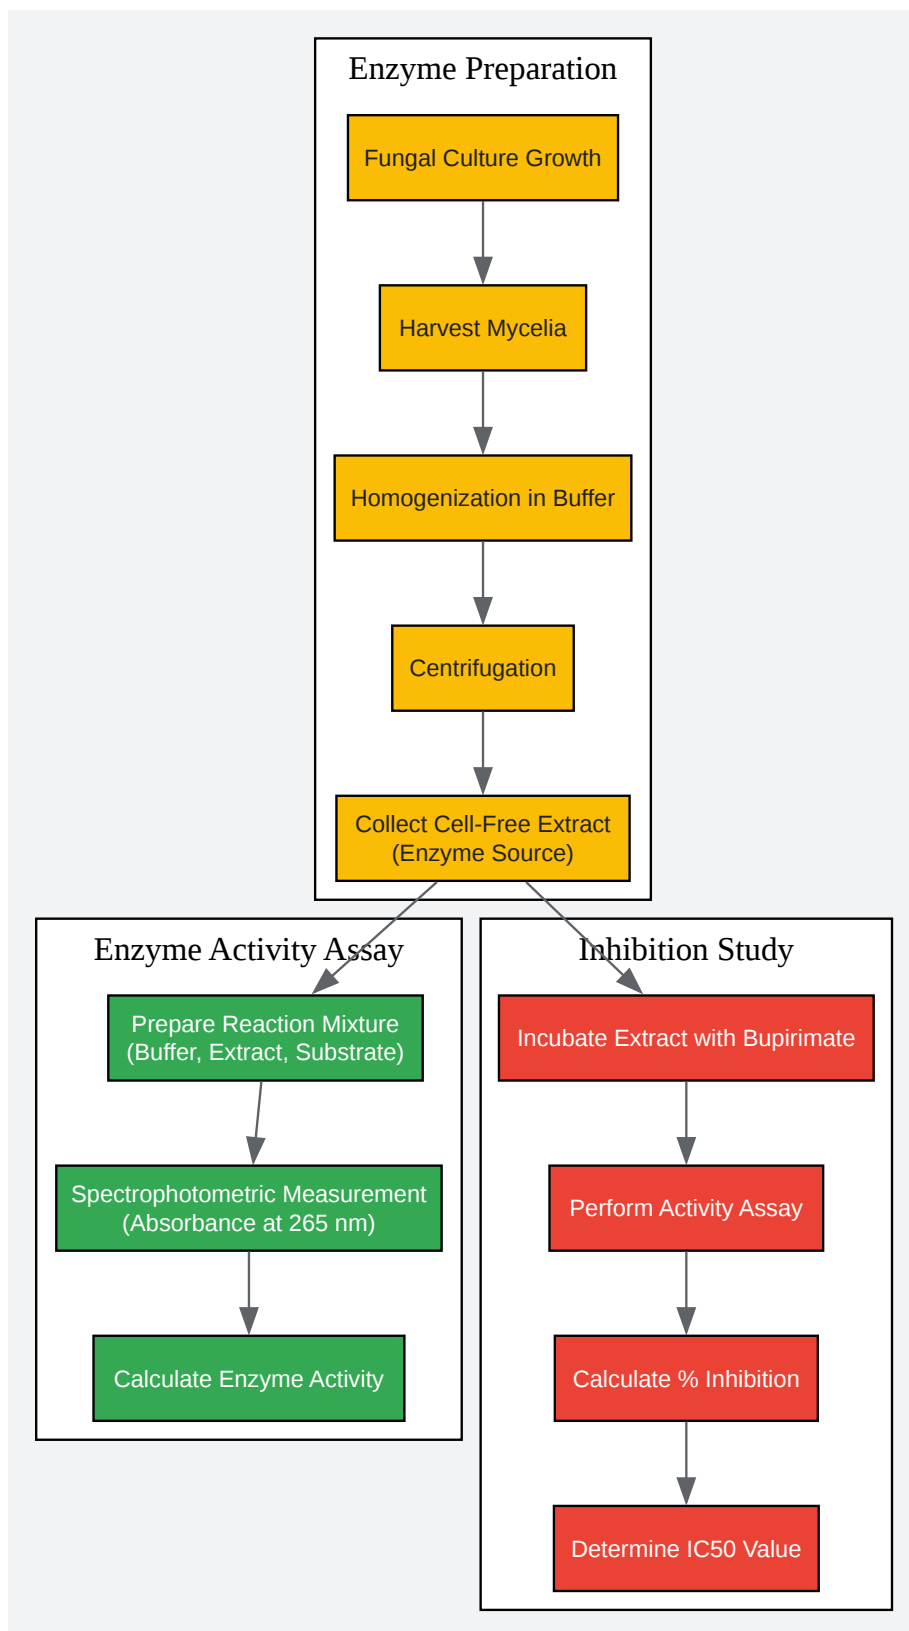 Enzyme Preparation
Fungal Culture Growth
Harvest Mycelia
Homogenization in Buffer
Centrifugation
Collect Cell-Free Extract
(Enzyme Source)
Enzyme Activity Assay
Prepare Reaction Mixture
(Buffer, Extract, Substrate)
Spectrophotometric Measurement
(Absorbance at 265 nm)
Calculate Enzyme Activity
Inhibition Study
Incubate Extract with Bupirimate
Perform Activity Assay
Calculate % Inhibition
Determine IC50 Value